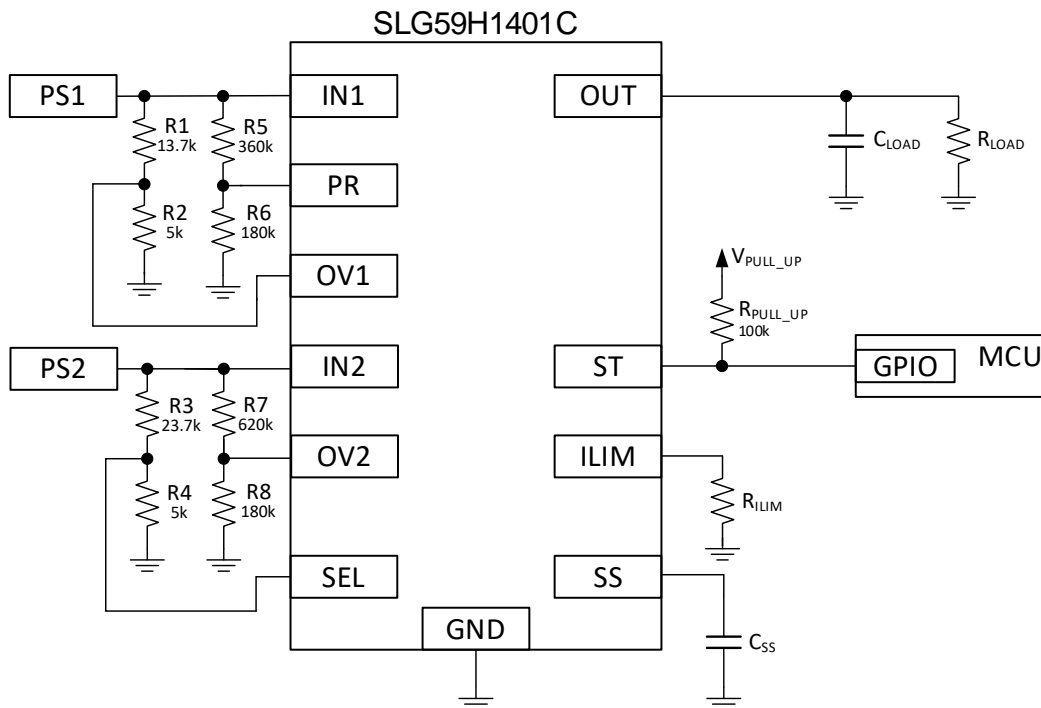 SLG59H1401C
PS1
IN1
OUT
R1
13.7k
R5
360k
CLOAD
RLOAD
PR
R2
5k
R6
180k
OV1
VPULL_UP
RPULL_UP
100k
PS2
IN2
ST
GPIO
MCU
R3
23.7k
R7
620k
OV2
ILIM
R4
5k
R8
180k
RILIM
SEL
SS
GND
CSS